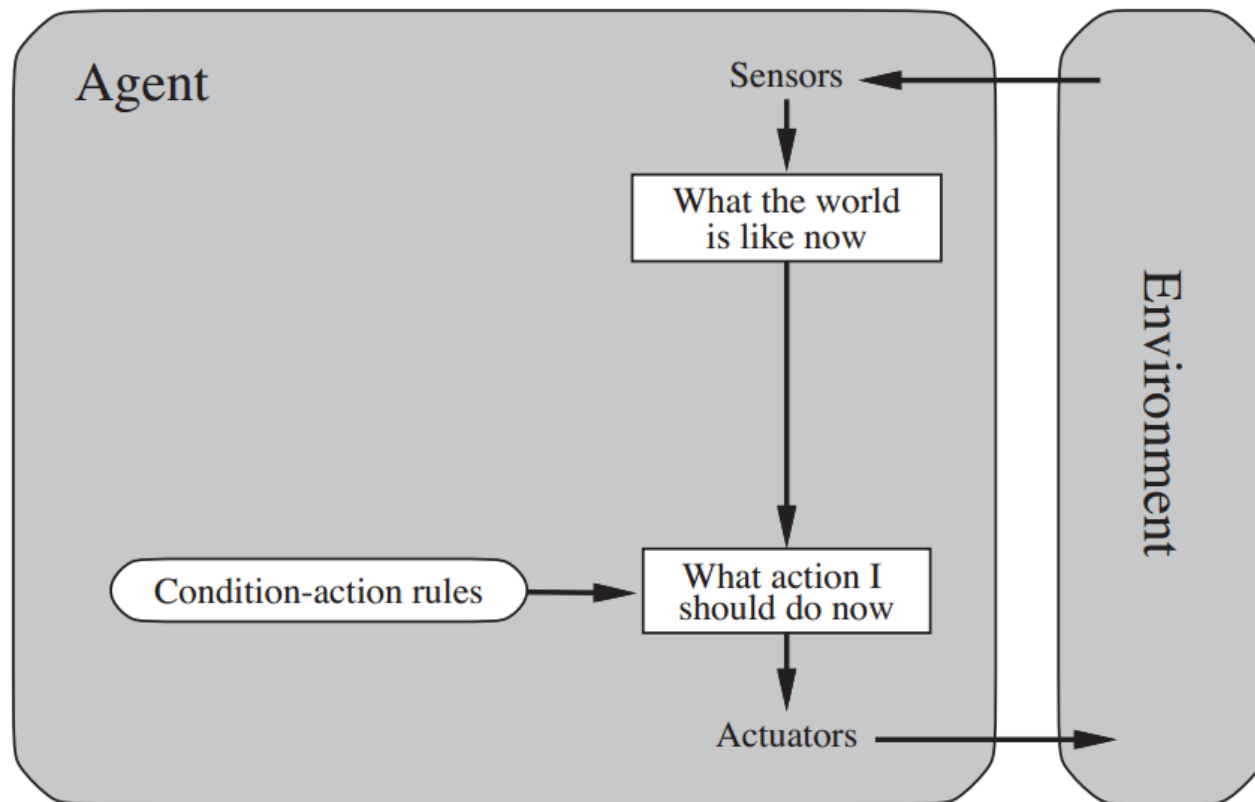 Agent
Sensors
What the world
is like now
Environment
Condition-action rules
What action I
should do now
Actuators